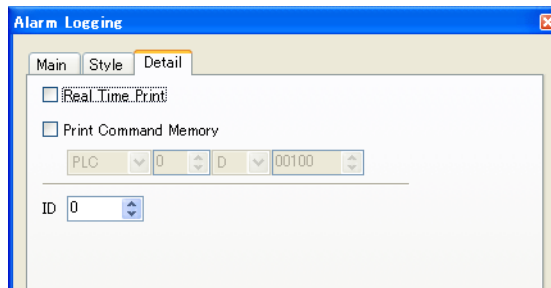 Alarm Logging
Main Style Detail
Real Time Print
Print Command Memory
PLC 0 D 00100
ID 0